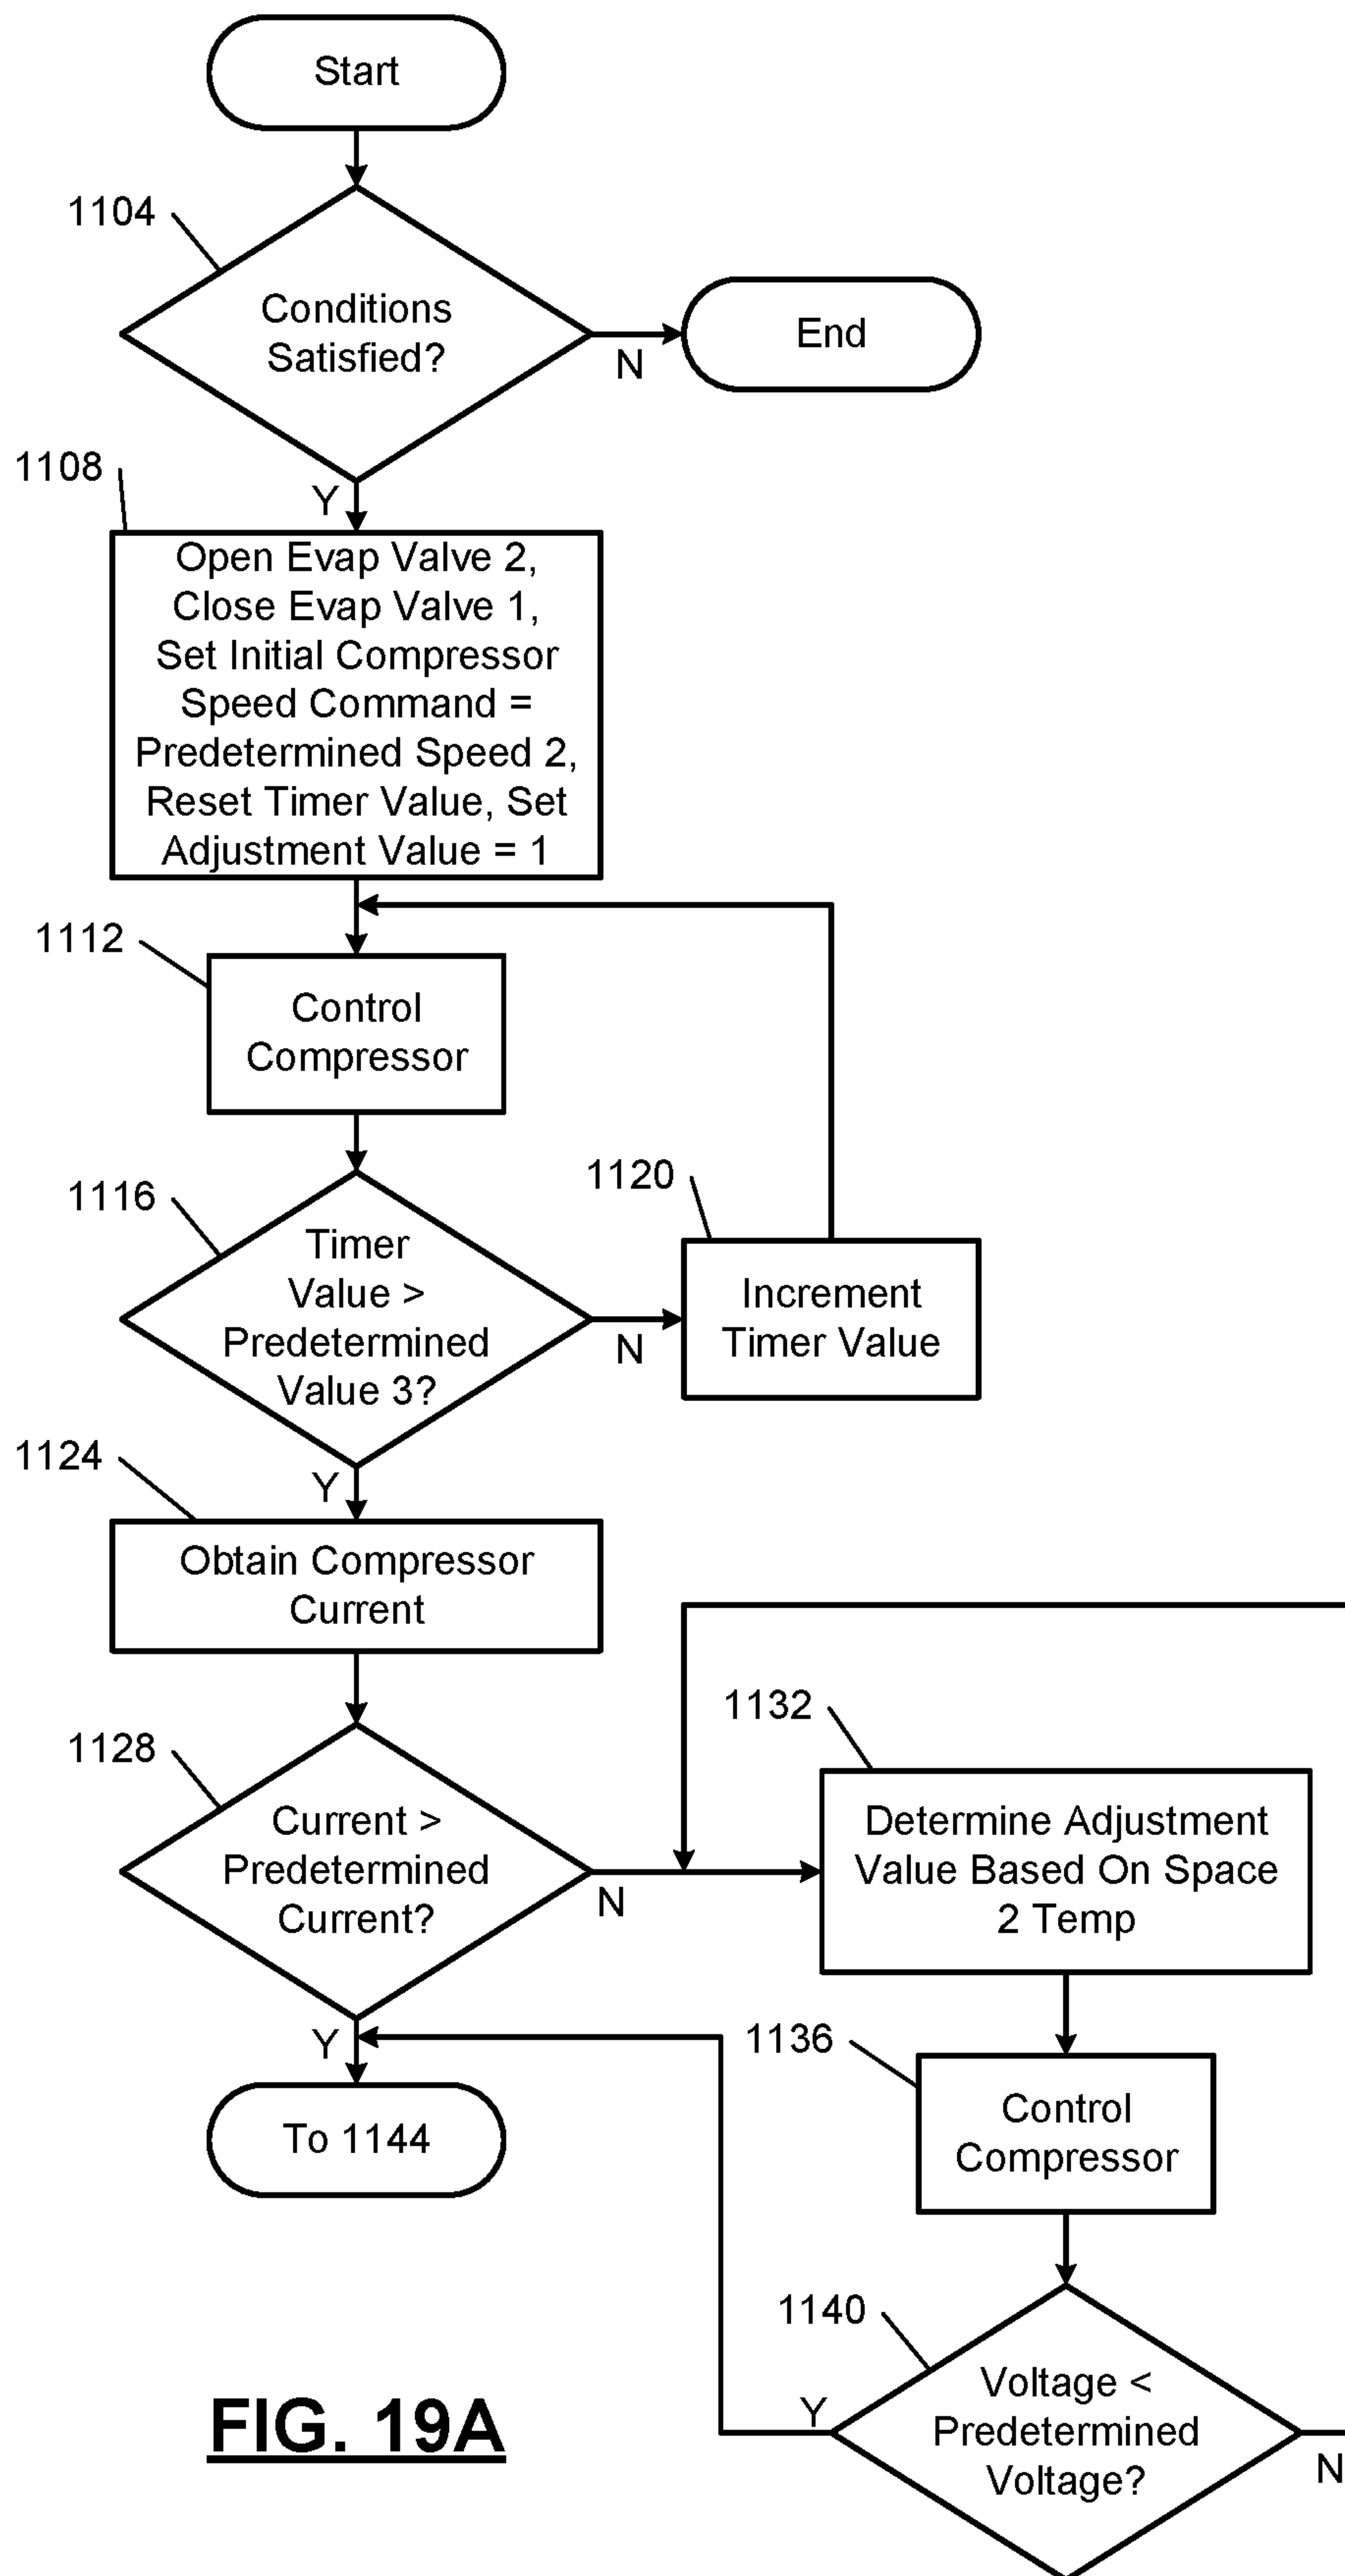 Start
1104
Conditions
Satisfied?
N
End
Y
1108
Open Evap Valve 2,
Close Evap Valve 1,
Set Initial Compressor
Speed Command =
Predetermined Speed 2,
Reset Timer Value, Set
Adjustment Value = 1
1112
Control
Compressor
1116
Timer
Value >
Predetermined
Value 3?
N
1120
Increment
Timer Value
Y
1124
Obtain Compressor
Current
1128
Current >
Predetermined
Current?
N
1132
Determine Adjustment
Value Based On Space
2 Temp
Y
To 1144
1136
Control
Compressor
1140
Voltage <
Predetermined
Voltage?
Y
N
FIG. 19A